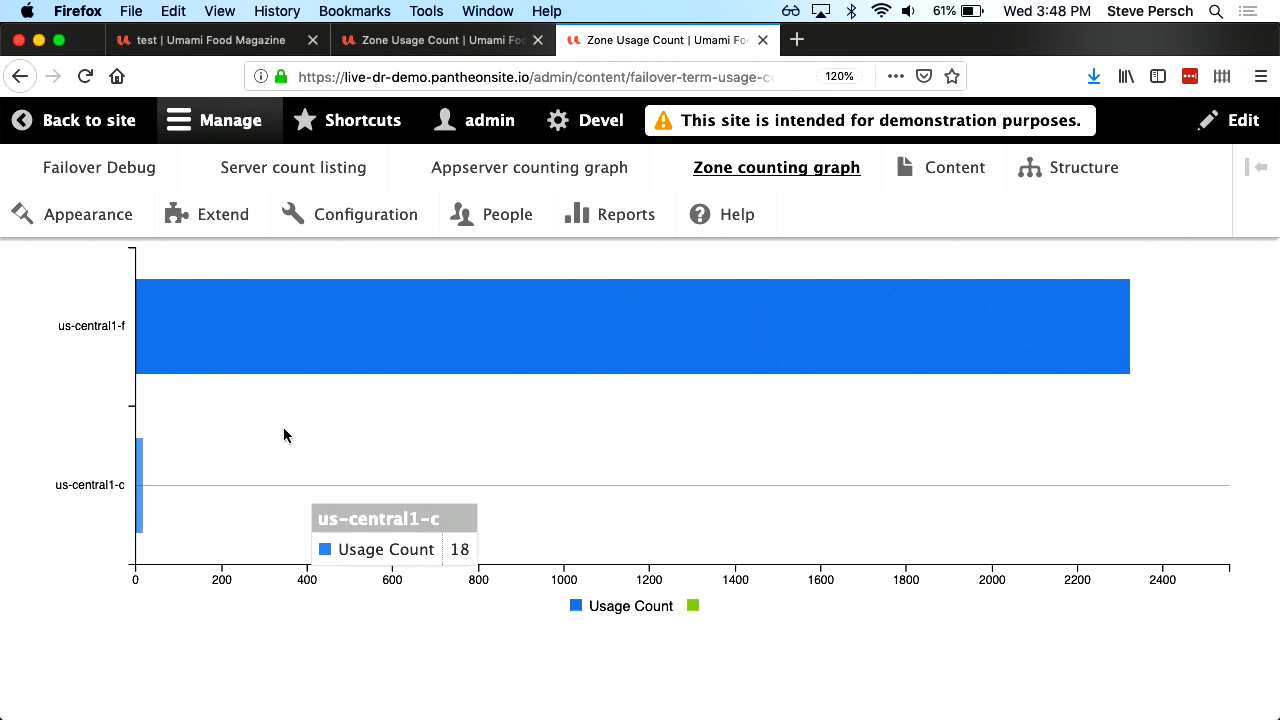 Firefox File Edit View History Bookmarks Tools Window Help 61% Wed 3:48 PM Steve Persch
test | Umami Food Magazine Zone Usage Count | Umami Foo Zone Usage Count | Umami Foo
https://live-dr-demo.pantheonsite.io/admin/content/failover-term-usage-co 120%
Back to site Manage Shortcuts admin Devel This site is intended for demonstration purposes. Edit
Failover Debug Server count listing Appserver counting graph Zone counting graph Content Structure
Appearance Extend Configuration People Reports Help
us-central1-f
us-central1-c
us-central1-c
Usage Count 18
0 200 400 600 800 1000 1200 1400 1600 1800 2000 2200 2400
Usage Count